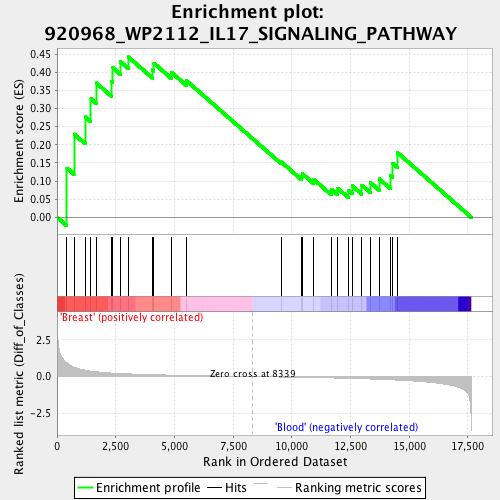 Enrichment plot:
920968_WP2112_IL17_SIGNALING_PATHWAY
Enrichment score (ES)
0.45
0.40
0.35
0.30
0.25
0.20
0.15
0.10
0.05
0.00
'Breast' (positively correlated)
Ranked list metric (Diff_of_Classes)
2.5
0.0
-2.5
Zero cross at 8339
'Blood' (negatively correlated)
0 2,500 5,000 7,500 10,000 12,500 15,000 17,500
Rank in Ordered Dataset
Enrichment profile Hits Ranking metric scores